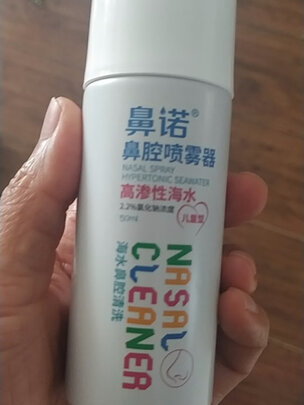 鼻诺®
鼻腔喷雾器
NASAL SPRAY
HYPERTONIC SEAWATER
高渗性海水
2.2%氯化钠浓度
儿童型
50ml
NASAL
CLEANER
海水鼻腔清洗